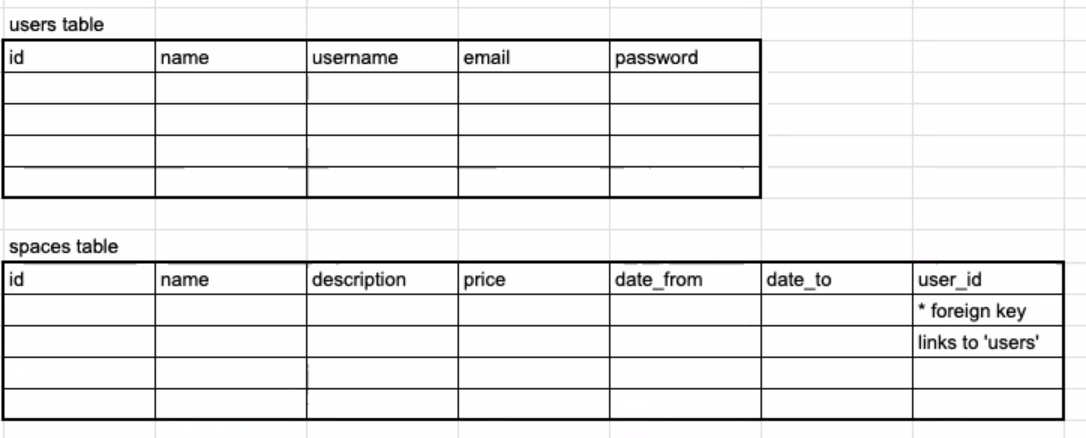 users table
id name username email password
spaces table
id name description price date_from date_to user_id
* foreign key
links to 'users'